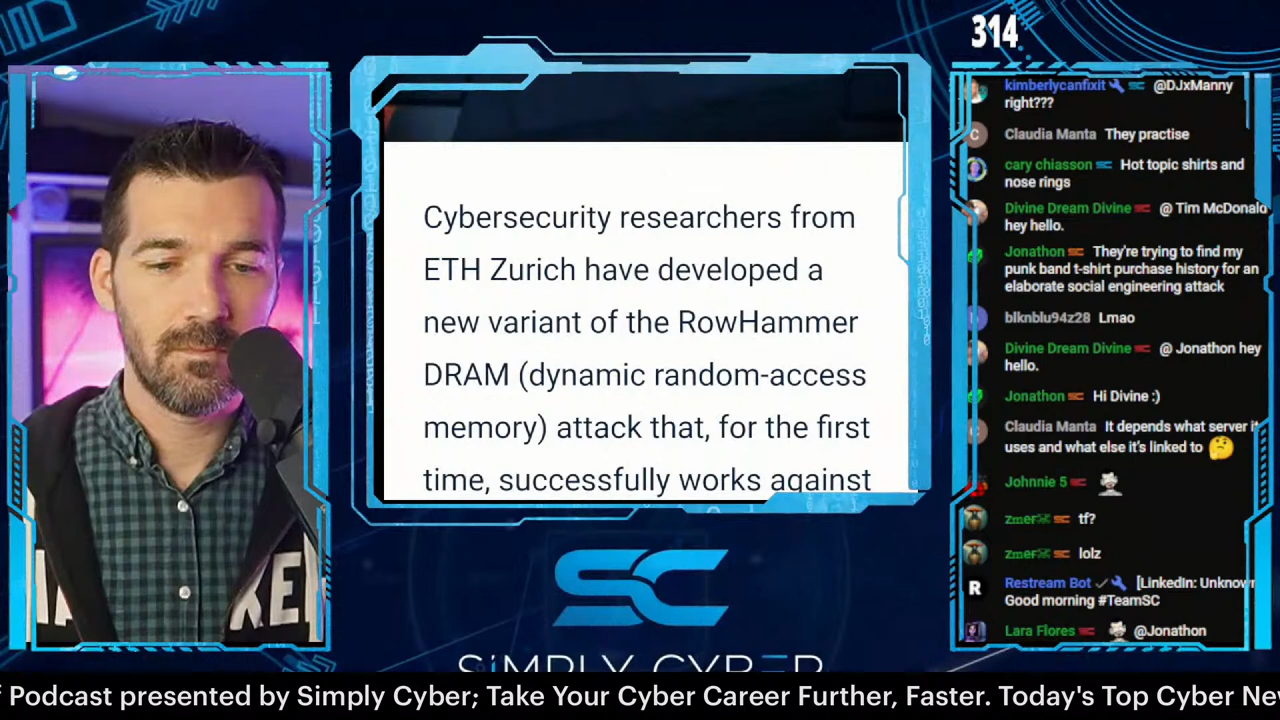 314
Cybersecurity researchers from
ETH Zurich have developed a
new variant of the RowHammer
DRAM (dynamic random-access
memory) attack that, for the first
time, successfully works against
SC
SIMPLY CYBER
kimberlycanfixit @DJxManny
right???
Claudia Manta They practise
cary chiasson Hot topic shirts and
nose rings
Divine Dream Divine @ Tim McDonald
hey hello.
Jonathon They're trying to find my
punk band t-shirt purchase history for an
elaborate social engineering attack
blknblu94z28 Lmao
Divine Dream Divine @ Jonathon hey
hello.
Jonathon Hi Divine :)
Claudia Manta It depends what server it
uses and what else it's linked to 🤔
Johnnie 5
zmer tf?
zmer lolz
R Restream Bot [LinkedIn: Unknown
Good morning #TeamSC
Lara Flores @Jonathon
Podcast presented by Simply Cyber; Take Your Cyber Career Further, Faster. Today's Top Cyber Ne